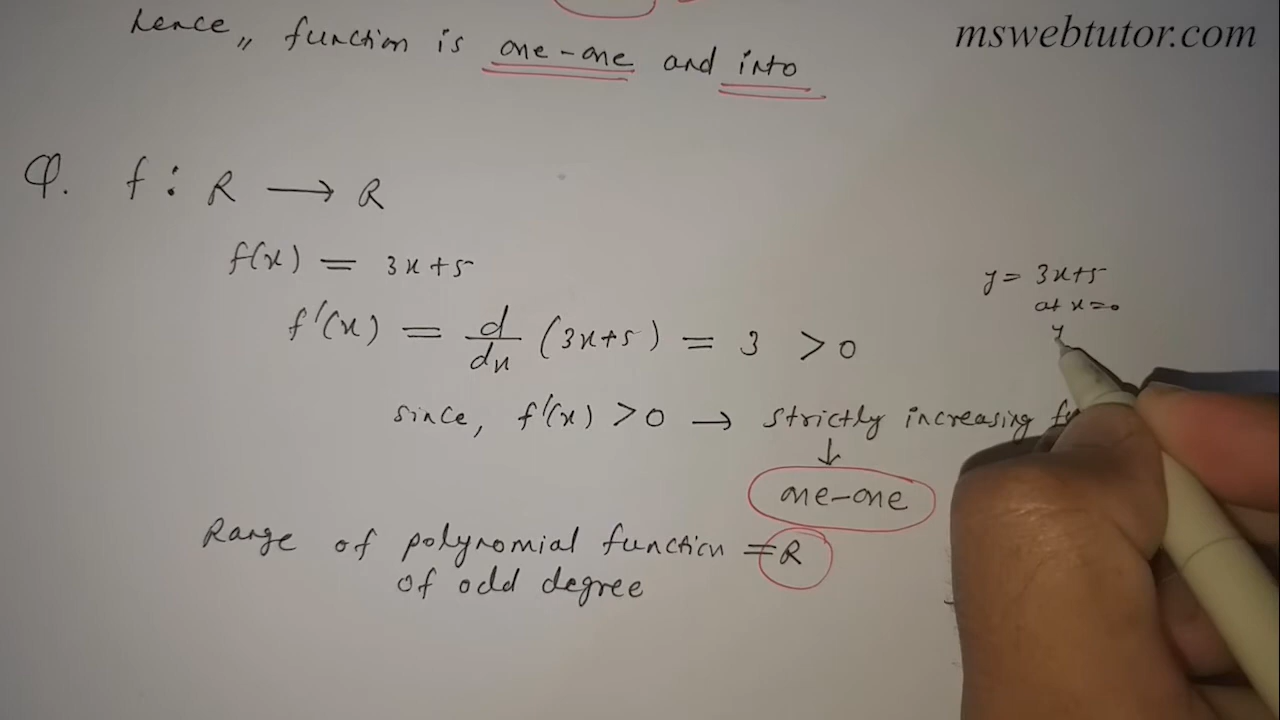 mswebtutor.com
hence,, function is one-one and into
Q. f : R → R
f(x) = 3x+5
f'(x) = d/dx (3x+5) = 3 > 0
y = 3x+5
at x=0
y
since, f'(x) > 0 → strictly increasing
↓
one-one
Range of polynomial function = R
of odd degree